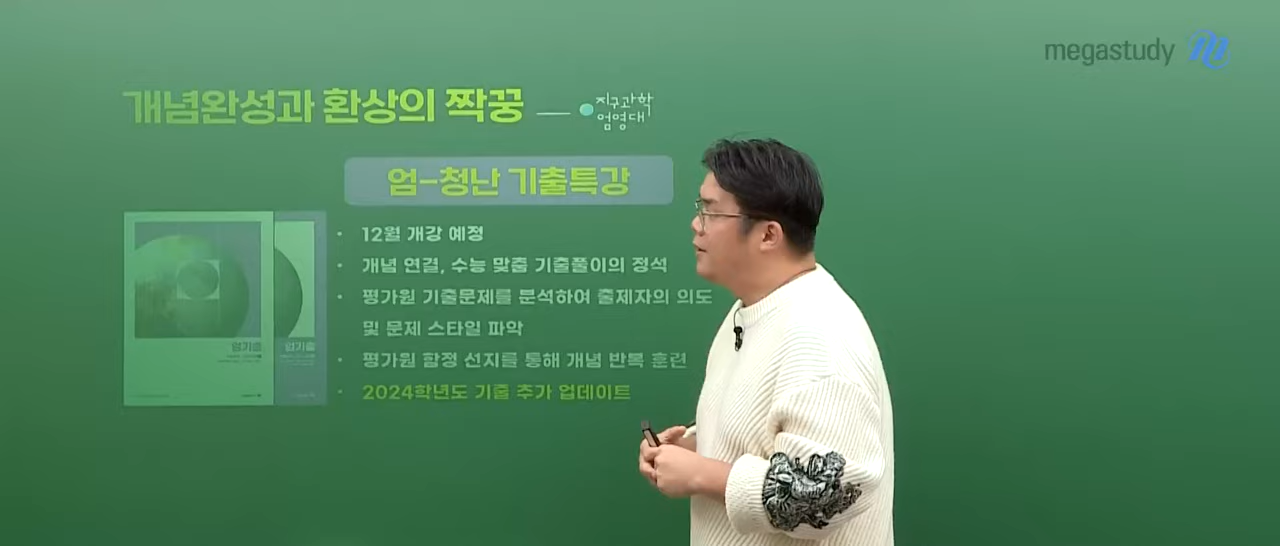 megastudy
개념완성과 환상의 짝꿍
지구과학
엄영대
엄-청난 기출특강
• 12월 개강 예정
• 개념 연결, 수능 맞춤 기출풀이의 정석
• 평가원 기출문제를 분석하여 출제자의 의도
및 문제 스타일 파악
• 평가원 함정 선지를 통해 개념 반복 훈련
• 2024학년도 기출 추가 업데이트
엄기출
엄기출